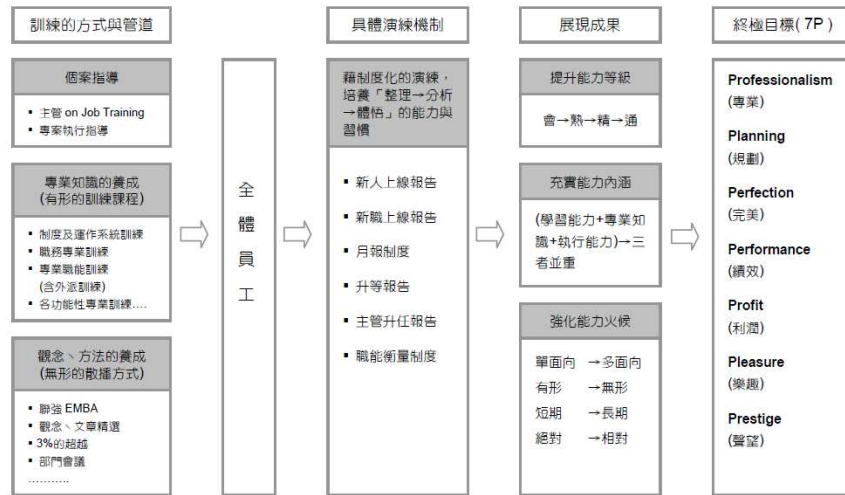 訓練的方式與管道
個案指導
▪ 主管 on Job Training
▪ 專案執行指導
專業知識的養成
(有形的訓練課程)
▪ 制度及運作系統訓練
▪ 職務專業訓練
▪ 專業職能訓練
(含外派訓練)
▪ 各功能性專業訓練....
觀念、方法的養成
(無形的散播方式)
▪ 聯強 EMBA
▪ 觀念、文章精選
▪ 3%的超越
▪ 部門會議
...........
全
體
員
工
具體演練機制
藉制度化的演練，
培養「整理→分析
→體悟」的能力與
習慣
▪ 新人上線報告
▪ 新職上線報告
▪ 月報制度
▪ 升等報告
▪ 主管升任報告
▪ 職能衡量制度
展現成果
提升能力等級
會→熟→精→通
充實能力內涵
(學習能力+專業知
識+執行能力)→三
者並重
強化能力火候
單面向 →多面向
有形 →無形
短期 →長期
絕對 →相對
終極目標( 7P )
Professionalism
(專業)
Planning
(規劃)
Perfection
(完美)
Performance
(績效)
Profit
(利潤)
Pleasure
(樂趣)
Prestige
(聲望)